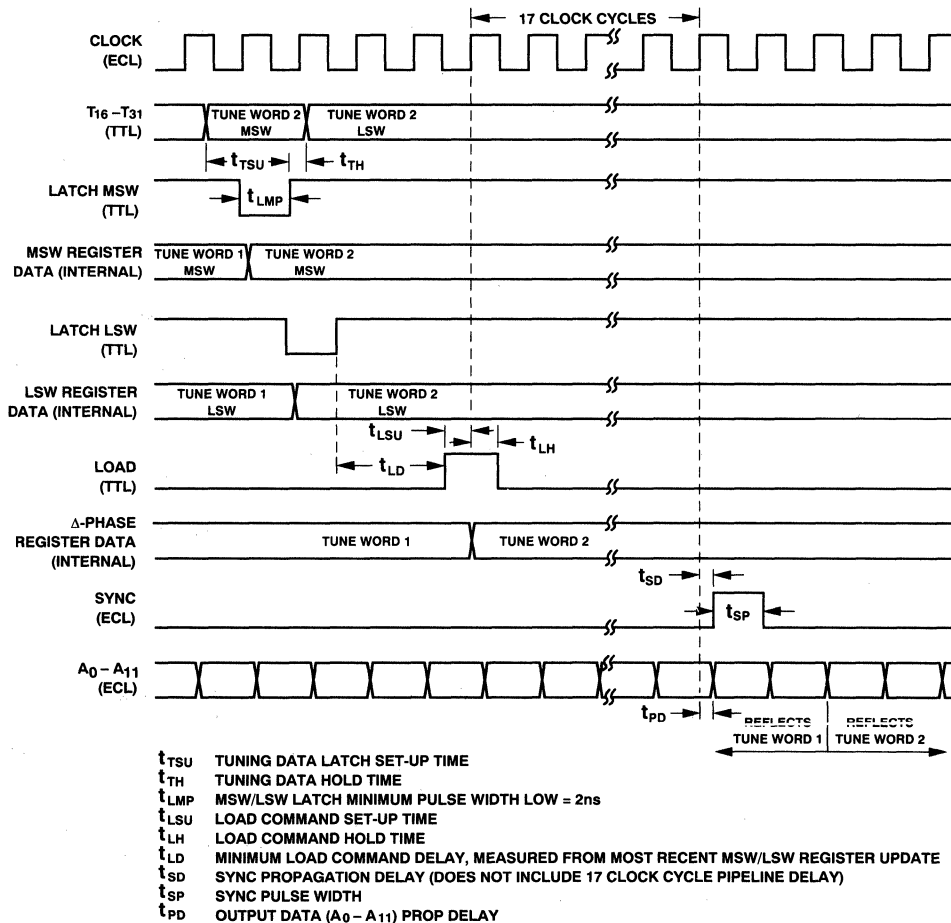 17 CLOCK CYCLES
CLOCK
(ECL)
T16 – T31
(TTL)
TUNE WORD 2
MSW
TUNE WORD 2
LSW
tTSU
tTH
LATCH MSW
(TTL)
tLMP
MSW REGISTER
DATA (INTERNAL)
TUNE WORD 1
MSW
TUNE WORD 2
MSW
LATCH LSW
(TTL)
LSW REGISTER
DATA (INTERNAL)
TUNE WORD 1
LSW
TUNE WORD 2
LSW
tLSU
tLH
LOAD
(TTL)
tLD
Δ-PHASE
REGISTER DATA
(INTERNAL)
TUNE WORD 1
TUNE WORD 2
tSD
SYNC
(ECL)
tSP
A0 – A11
(ECL)
tPD
REFLECTS
TUNE WORD 1
REFLECTS
TUNE WORD 2
tTSU TUNING DATA LATCH SET-UP TIME
tTH TUNING DATA HOLD TIME
tLMP MSW/LSW LATCH MINIMUM PULSE WIDTH LOW = 2ns
tLSU LOAD COMMAND SET-UP TIME
tLH LOAD COMMAND HOLD TIME
tLD MINIMUM LOAD COMMAND DELAY, MEASURED FROM MOST RECENT MSW/LSW REGISTER UPDATE
tSD SYNC PROPAGATION DELAY (DOES NOT INCLUDE 17 CLOCK CYCLE PIPELINE DELAY)
tSP SYNC PULSE WIDTH
tPD OUTPUT DATA (A0 – A11) PROP DELAY